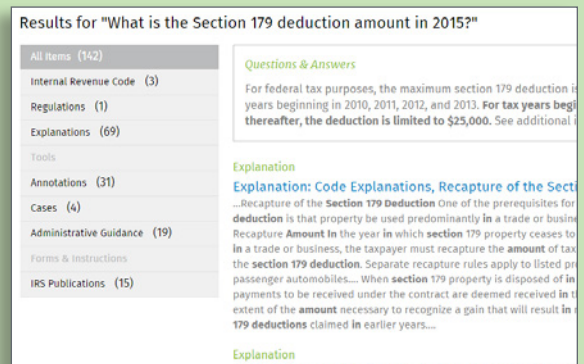 Results for "What is the Section 179 deduction amount in 2015?"
All Items (142)
Internal Revenue Code (3)
Regulations (1)
Explanations (69)
Tools
Annotations (31)
Cases (4)
Administrative Guidance (19)
Forms & Instructions
IRS Publications (15)
Questions & Answers
For federal tax purposes, the maximum section 179 deduction is
years beginning in 2010, 2011, 2012, and 2013. For tax years begi
thereafter, the deduction is limited to $25,000. See additional i
Explanation
Explanation: Code Explanations, Recapture of the Secti
...Recapture of the Section 179 Deduction One of the prerequisites for
deduction is that property be used predominantly in a trade or busine
Recapture Amount In the year in which section 179 property ceases to
in a trade or business, the taxpayer must recapture the amount of tax
the section 179 deduction. Separate recapture rules apply to listed pr
passenger automobiles.... When section 179 property is disposed of in
payments to be received under the contract are deemed received in t
extent of the amount necessary to recognize a gain that will result in
179 deductions claimed in earlier years....
Explanation